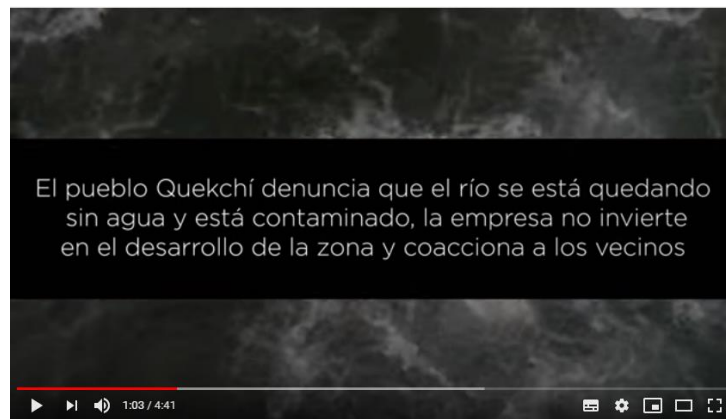 El pueblo Quekchí denuncia que el río se está quedando
sin agua y está contaminado, la empresa no invierte
en el desarrollo de la zona y coacciona a los vecinos
1:03 / 4:41